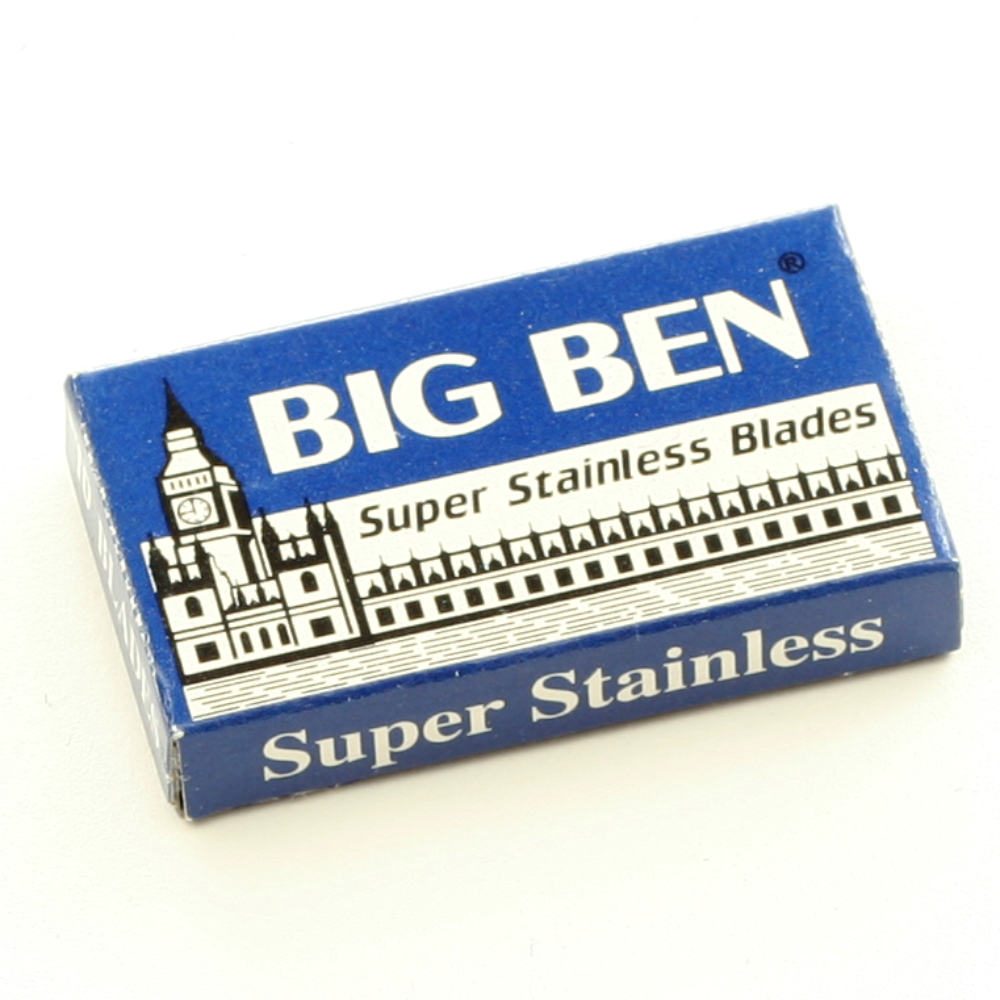 BIG BEN®
Super Stainless Blades
Super Stainless